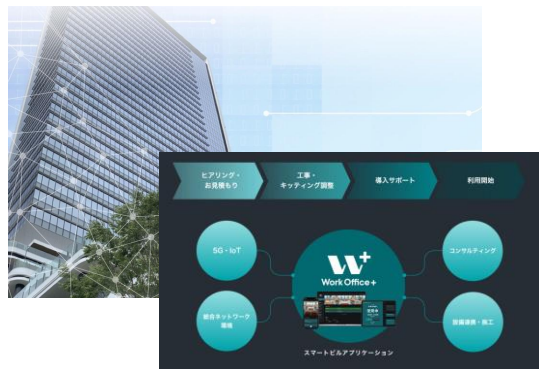 ヒアリング・
お見積もり
工事・
キッティング調整
導入サポート
利用開始
5G・IoT
W+
Work Office+
コンサルティング
総合ネットワーク
環境
設備連携・施工
スマートビルアプリケーション